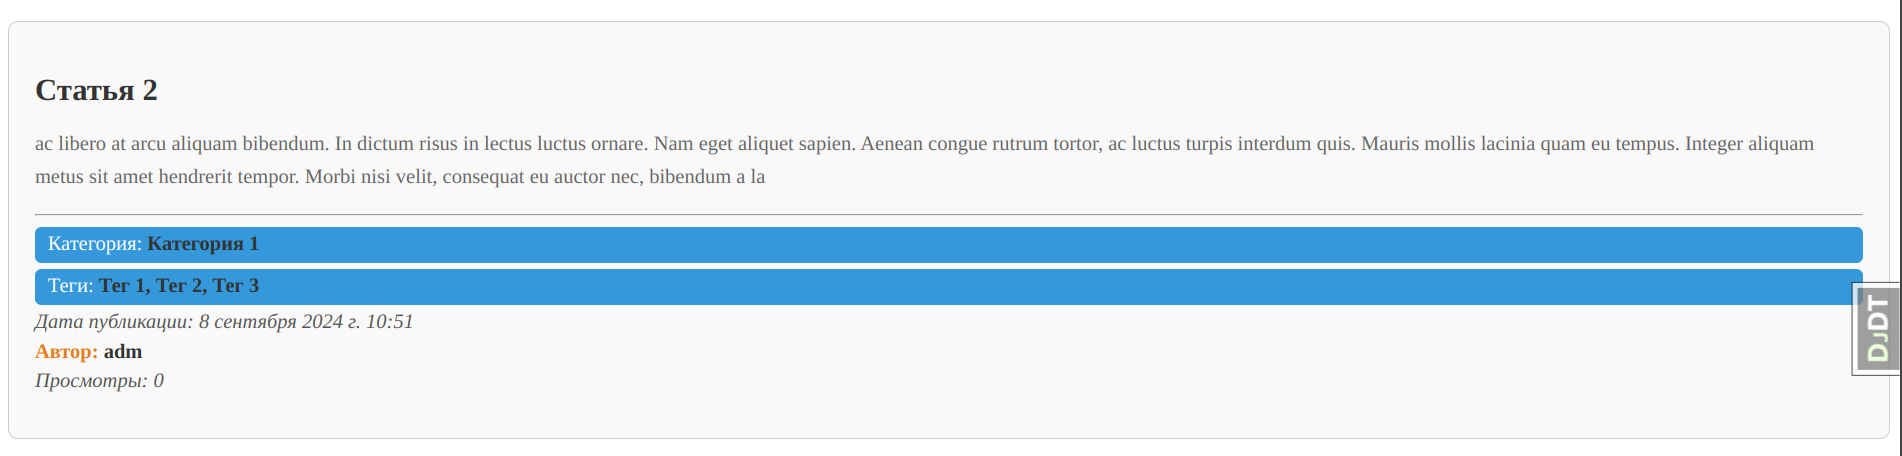 Статья 2
ac libero at arcu aliquam bibendum. In dictum risus in lectus luctus ornare. Nam eget aliquet sapien. Aenean congue rutrum tortor, ac luctus turpis interdum quis. Mauris mollis lacinia quam eu tempus. Integer aliquam
metus sit amet hendrerit tempor. Morbi nisi velit, consequat eu auctor nec, bibendum a la
Категория: Категория 1
Теги: Тег 1, Тег 2, Тег 3
Дата публикации: 8 сентября 2024 г. 10:51
Автор: adm
Просмотры: 0
DJDT